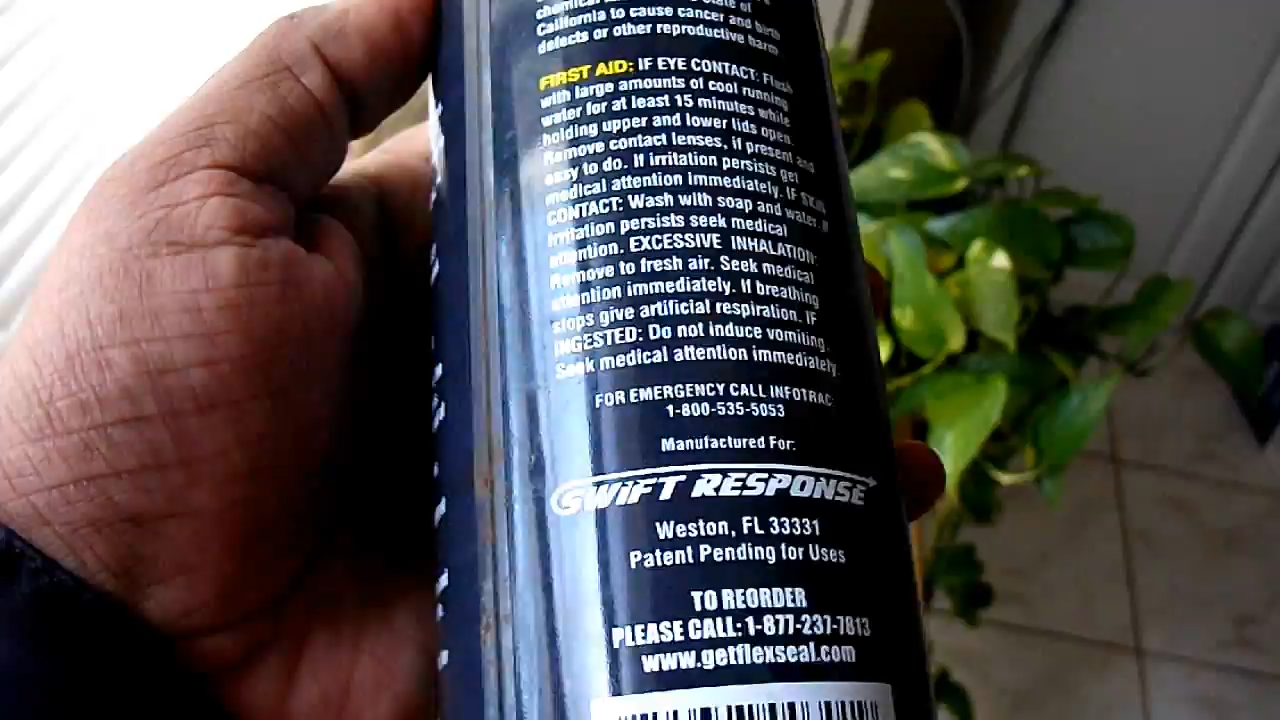 California to cause cancer and birth
defects or other reproductive harm
FIRST AID: IF EYE CONTACT: Flush
with large amounts of cool running
water for at least 15 minutes while
holding upper and lower lids open.
Remove contact lenses, if present and
easy to do. If irritation persists get
medical attention immediately. IF SKIN
CONTACT: Wash with soap and water. If
irritation persists seek medical
attention. EXCESSIVE INHALATION:
Remove to fresh air. Seek medical
attention immediately. If breathing
stops give artificial respiration. IF
INGESTED: Do not induce vomiting.
Seek medical attention immediately.
FOR EMERGENCY CALL INFOTRAC
1-800-535-5053
Manufactured For:
SWIFT RESPONSE
Weston, FL 33331
Patent Pending for Uses
TO REORDER
PLEASE CALL: 1-877-237-7813
www.getflexseal.com